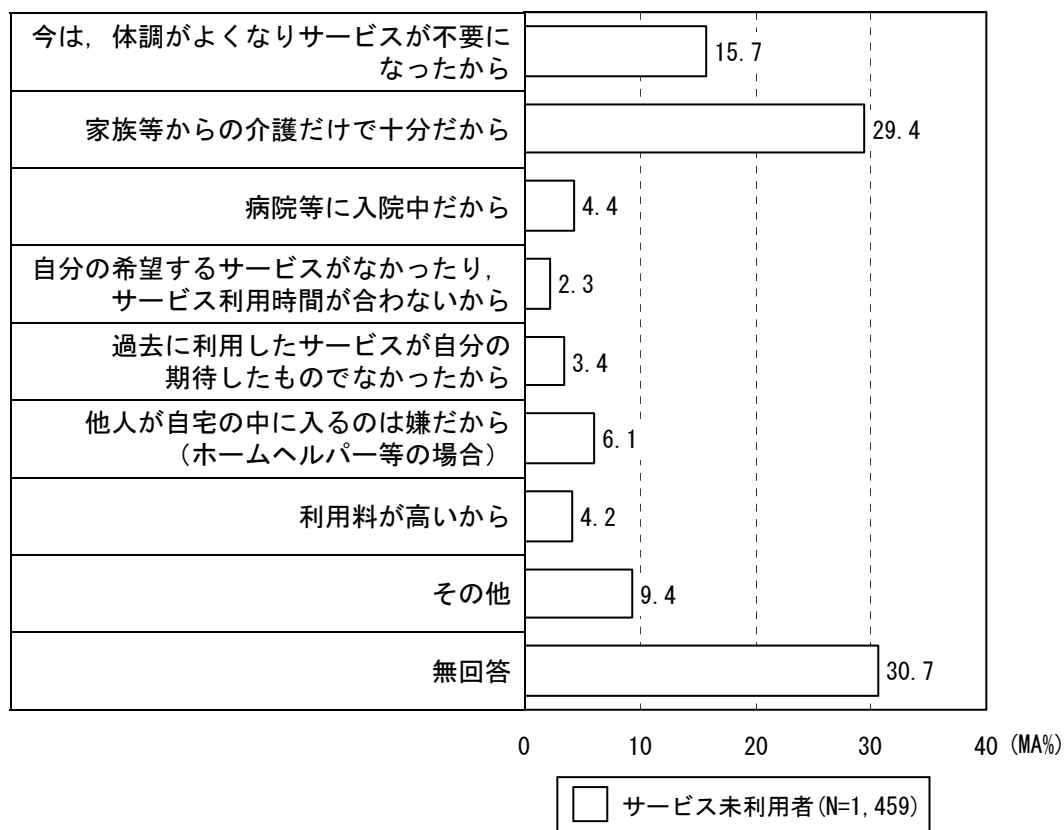 今は，体調がよくなりサービスが不要に
なったから
15.7
家族等からの介護だけで十分だから
29.4
病院等に入院中だから
4.4
自分の希望するサービスがなかったり，
サービス利用時間が合わないから
2.3
過去に利用したサービスが自分の
期待したものでなかったから
3.4
他人が自宅の中に入るのは嫌だから
（ホームヘルパー等の場合）
6.1
利用料が高いから
4.2
その他
9.4
無回答
30.7
0 10 20 30 40 (MA%)
サービス未利用者(N=1,459)